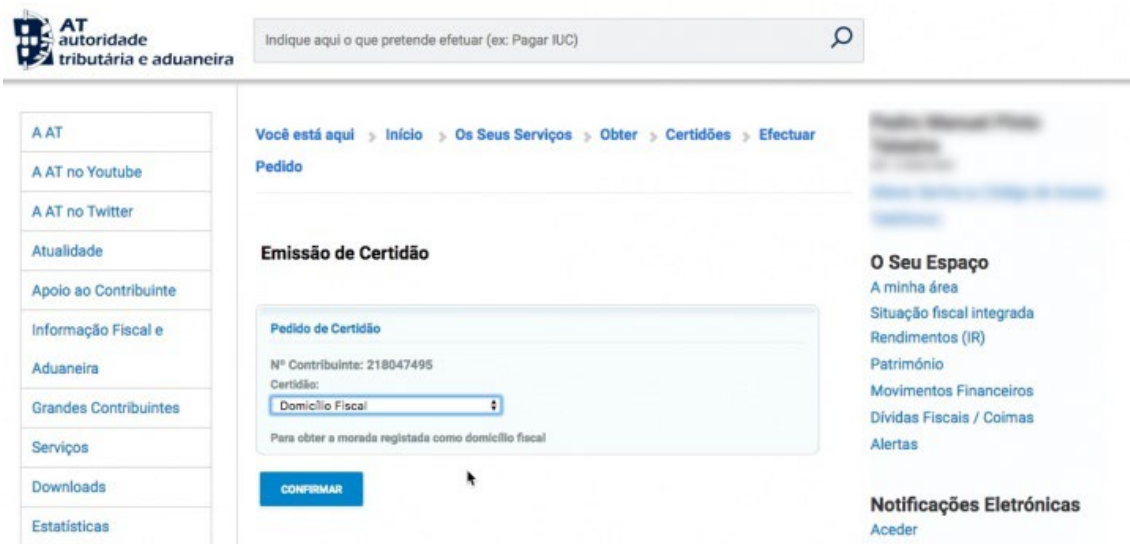 AT
autoridade
tributária e aduaneira
Indique aqui o que pretende efetuar (ex: Pagar IUC)
A AT
A AT no Youtube
A AT no Twitter
Atualidade
Apoio ao Contribuinte
Informação Fiscal e
Aduaneira
Grandes Contribuintes
Serviços
Downloads
Estatísticas
Você está aqui > Início > Os Seus Serviços > Obter > Certidões > Efectuar
Pedido
Emissão de Certidão
Pedido de Certidão
Nº Contribuinte: 218047495
Certidão:
Domicílio Fiscal
Para obter a morada registada como domicílio fiscal
CONFIRMAR
O Seu Espaço
A minha área
Situação fiscal integrada
Rendimentos (IR)
Património
Movimentos Financeiros
Dívidas Fiscais / Coimas
Alertas
Notificações Eletrónicas
Aceder